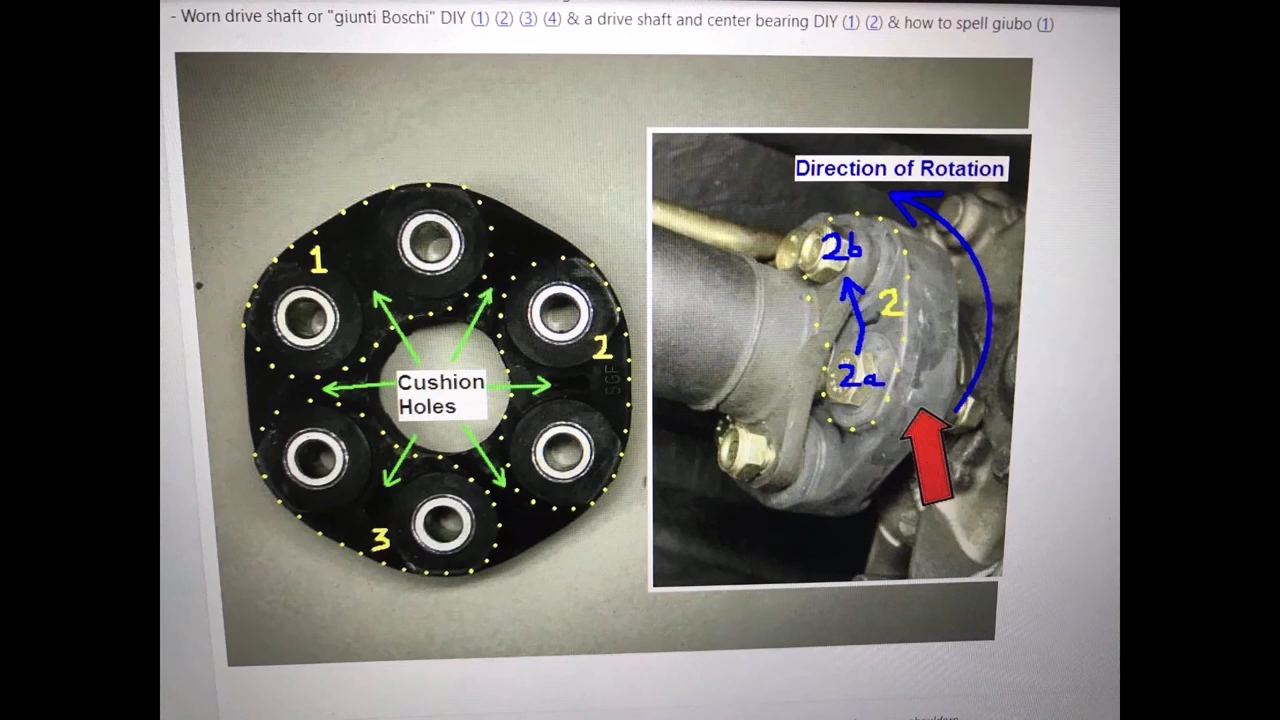 - Worn drive shaft or "giunti Boschi" DIY (1) (2) (3) (4) & a drive shaft and center bearing DIY (1) (2) & how to spell giubo (1)
Direction of Rotation
1
2
SGF
Cushion
Holes
3
2b
2
2a